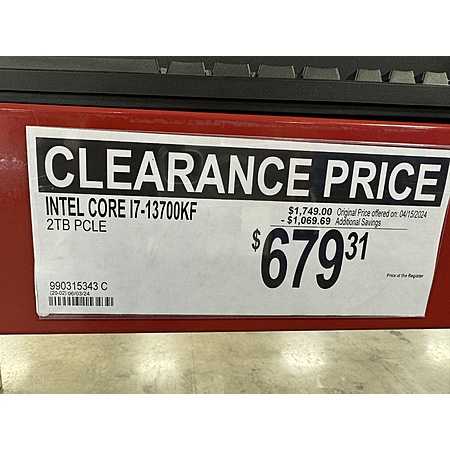 CLEARANCE PRICE
INTEL CORE I7-13700KF
2TB PCLE
$1,749.00 Original Price offered on: 04/15/2024
- $1,069.69 Additional Savings
$679.31
Price at the Register
990315343 C
(20-02) 06/03/24